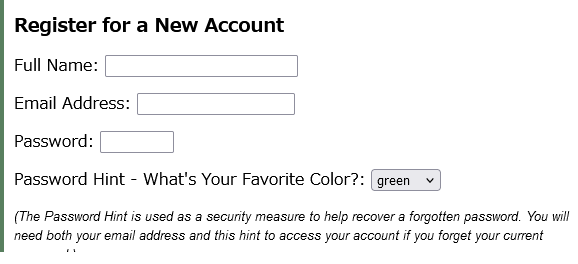 Register for a New Account
Full Name:
Email Address:
Password:
Password Hint - What's Your Favorite Color?: green
(The Password Hint is used as a security measure to help recover a forgotten password. You will
need both your email address and this hint to access your account if you forget your current